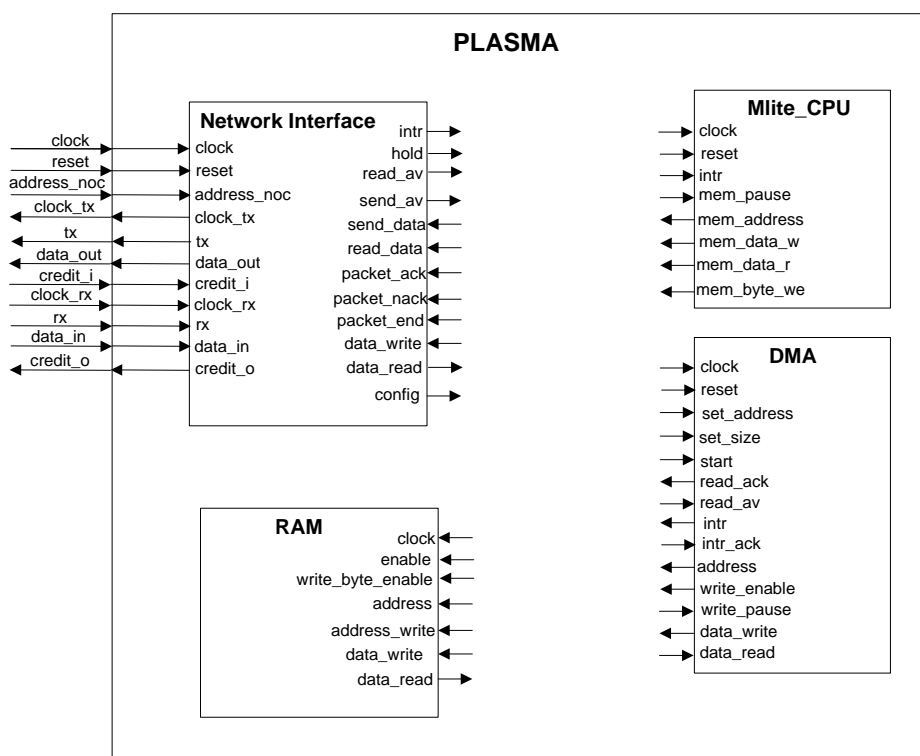 PLASMA
clock
reset
address_noc
clock_tx
tx
data_out
credit_i
clock_rx
rx
data_in
credit_o
Network Interface
clock
reset
address_noc
clock_tx
tx
data_out
credit_i
clock_rx
rx
data_in
credit_o
intr
hold
read_av
send_av
send_data
read_data
packet_ack
packet_nack
packet_end
data_write
data_read
config
Mlite_CPU
clock
reset
intr
mem_pause
mem_address
mem_data_w
mem_data_r
mem_byte_we
RAM
clock
enable
write_byte_enable
address
address_write
data_write
data_read
DMA
clock
reset
set_address
set_size
start
read_ack
read_av
intr
intr_ack
address
write_enable
write_pause
data_write
data_read